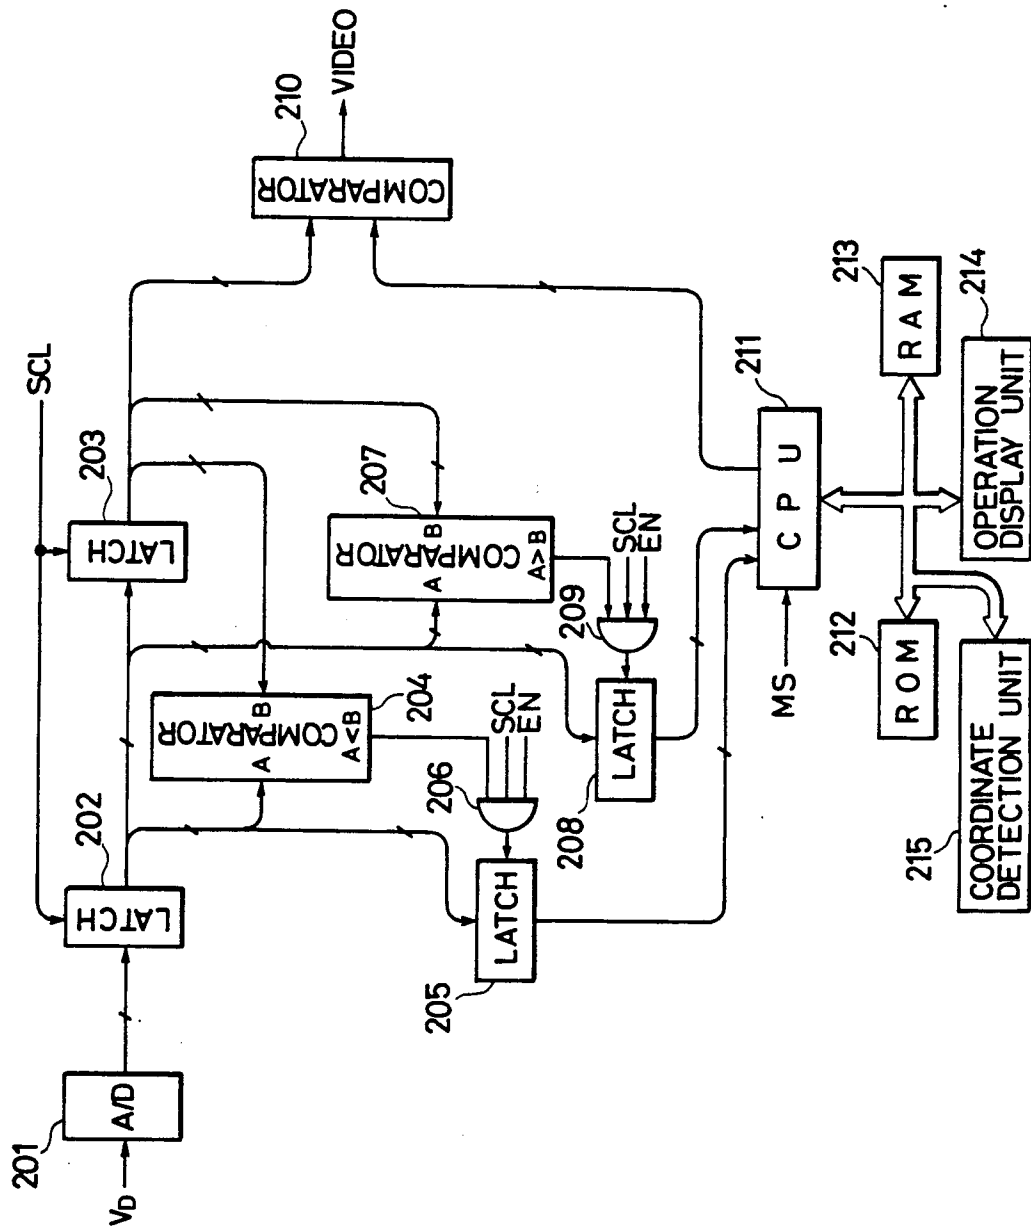 VD
201
A/D
202
LATCH
SCL
203
LATCH
210
COMPARATOR
VIDEO
204
COMPARATOR
A
B
A<B
207
COMPARATOR
A
B
A>B
206
SCL
EN
209
SCL
EN
205
LATCH
208
LATCH
MS
211
C P U
212
R O M
213
R A M
215
COORDINATE
DETECTION UNIT
214
OPERATION
DISPLAY UNIT